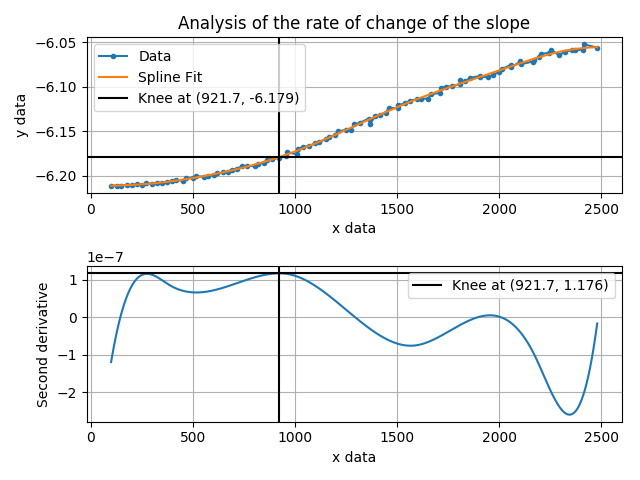 Analysis of the rate of change of the slope
−6.05
−6.10
−6.15
−6.20
y data
Data
Spline Fit
Knee at (921.7, -6.179)
0 500 1000 1500 2000 2500
x data
1e−7
1
0
−1
−2
Second derivative
Knee at (921.7, 1.176)
0 500 1000 1500 2000 2500
x data